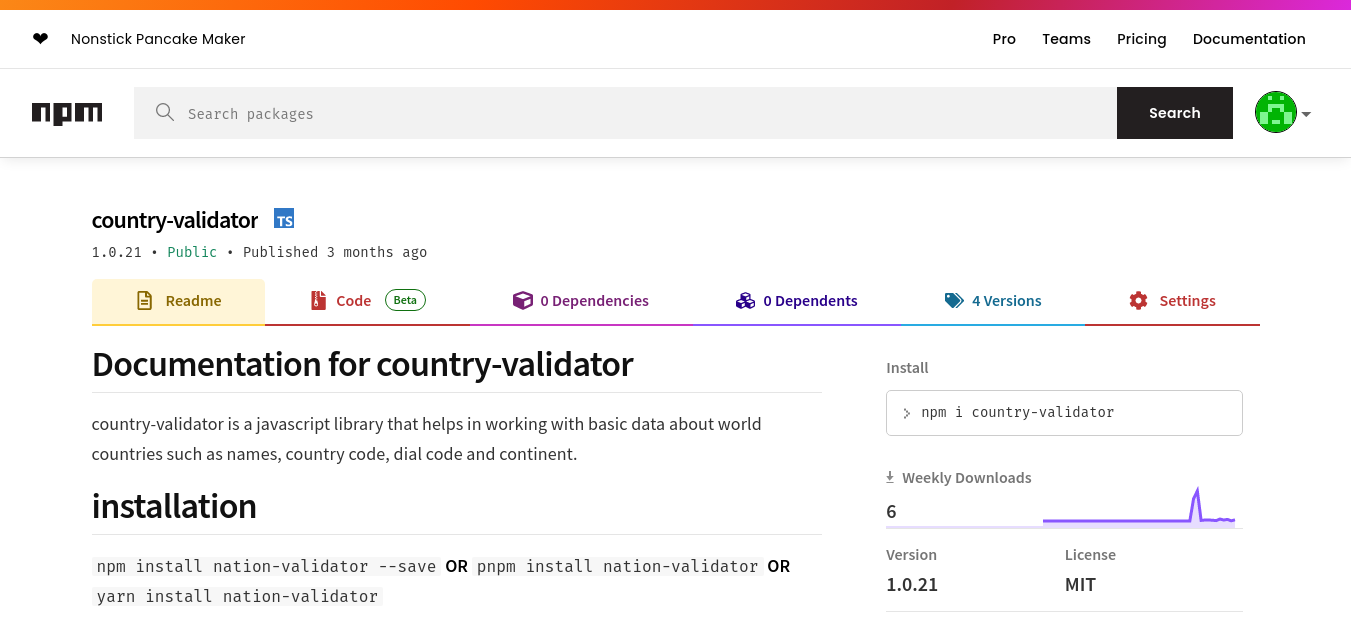 ❤ Nonstick Pancake Maker Pro Teams Pricing Documentation
npm Search packages Search
country-validator TS
1.0.21 • Public • Published 3 months ago
Readme Code Beta 0 Dependencies 0 Dependents 4 Versions Settings
Documentation for country-validator
country-validator is a javascript library that helps in working with basic data about world
countries such as names, country code, dial code and continent.
installation
npm install nation-validator --save OR pnpm install nation-validator OR
yarn install nation-validator
Install
npm i country-validator
Weekly Downloads
6
Version License
1.0.21 MIT